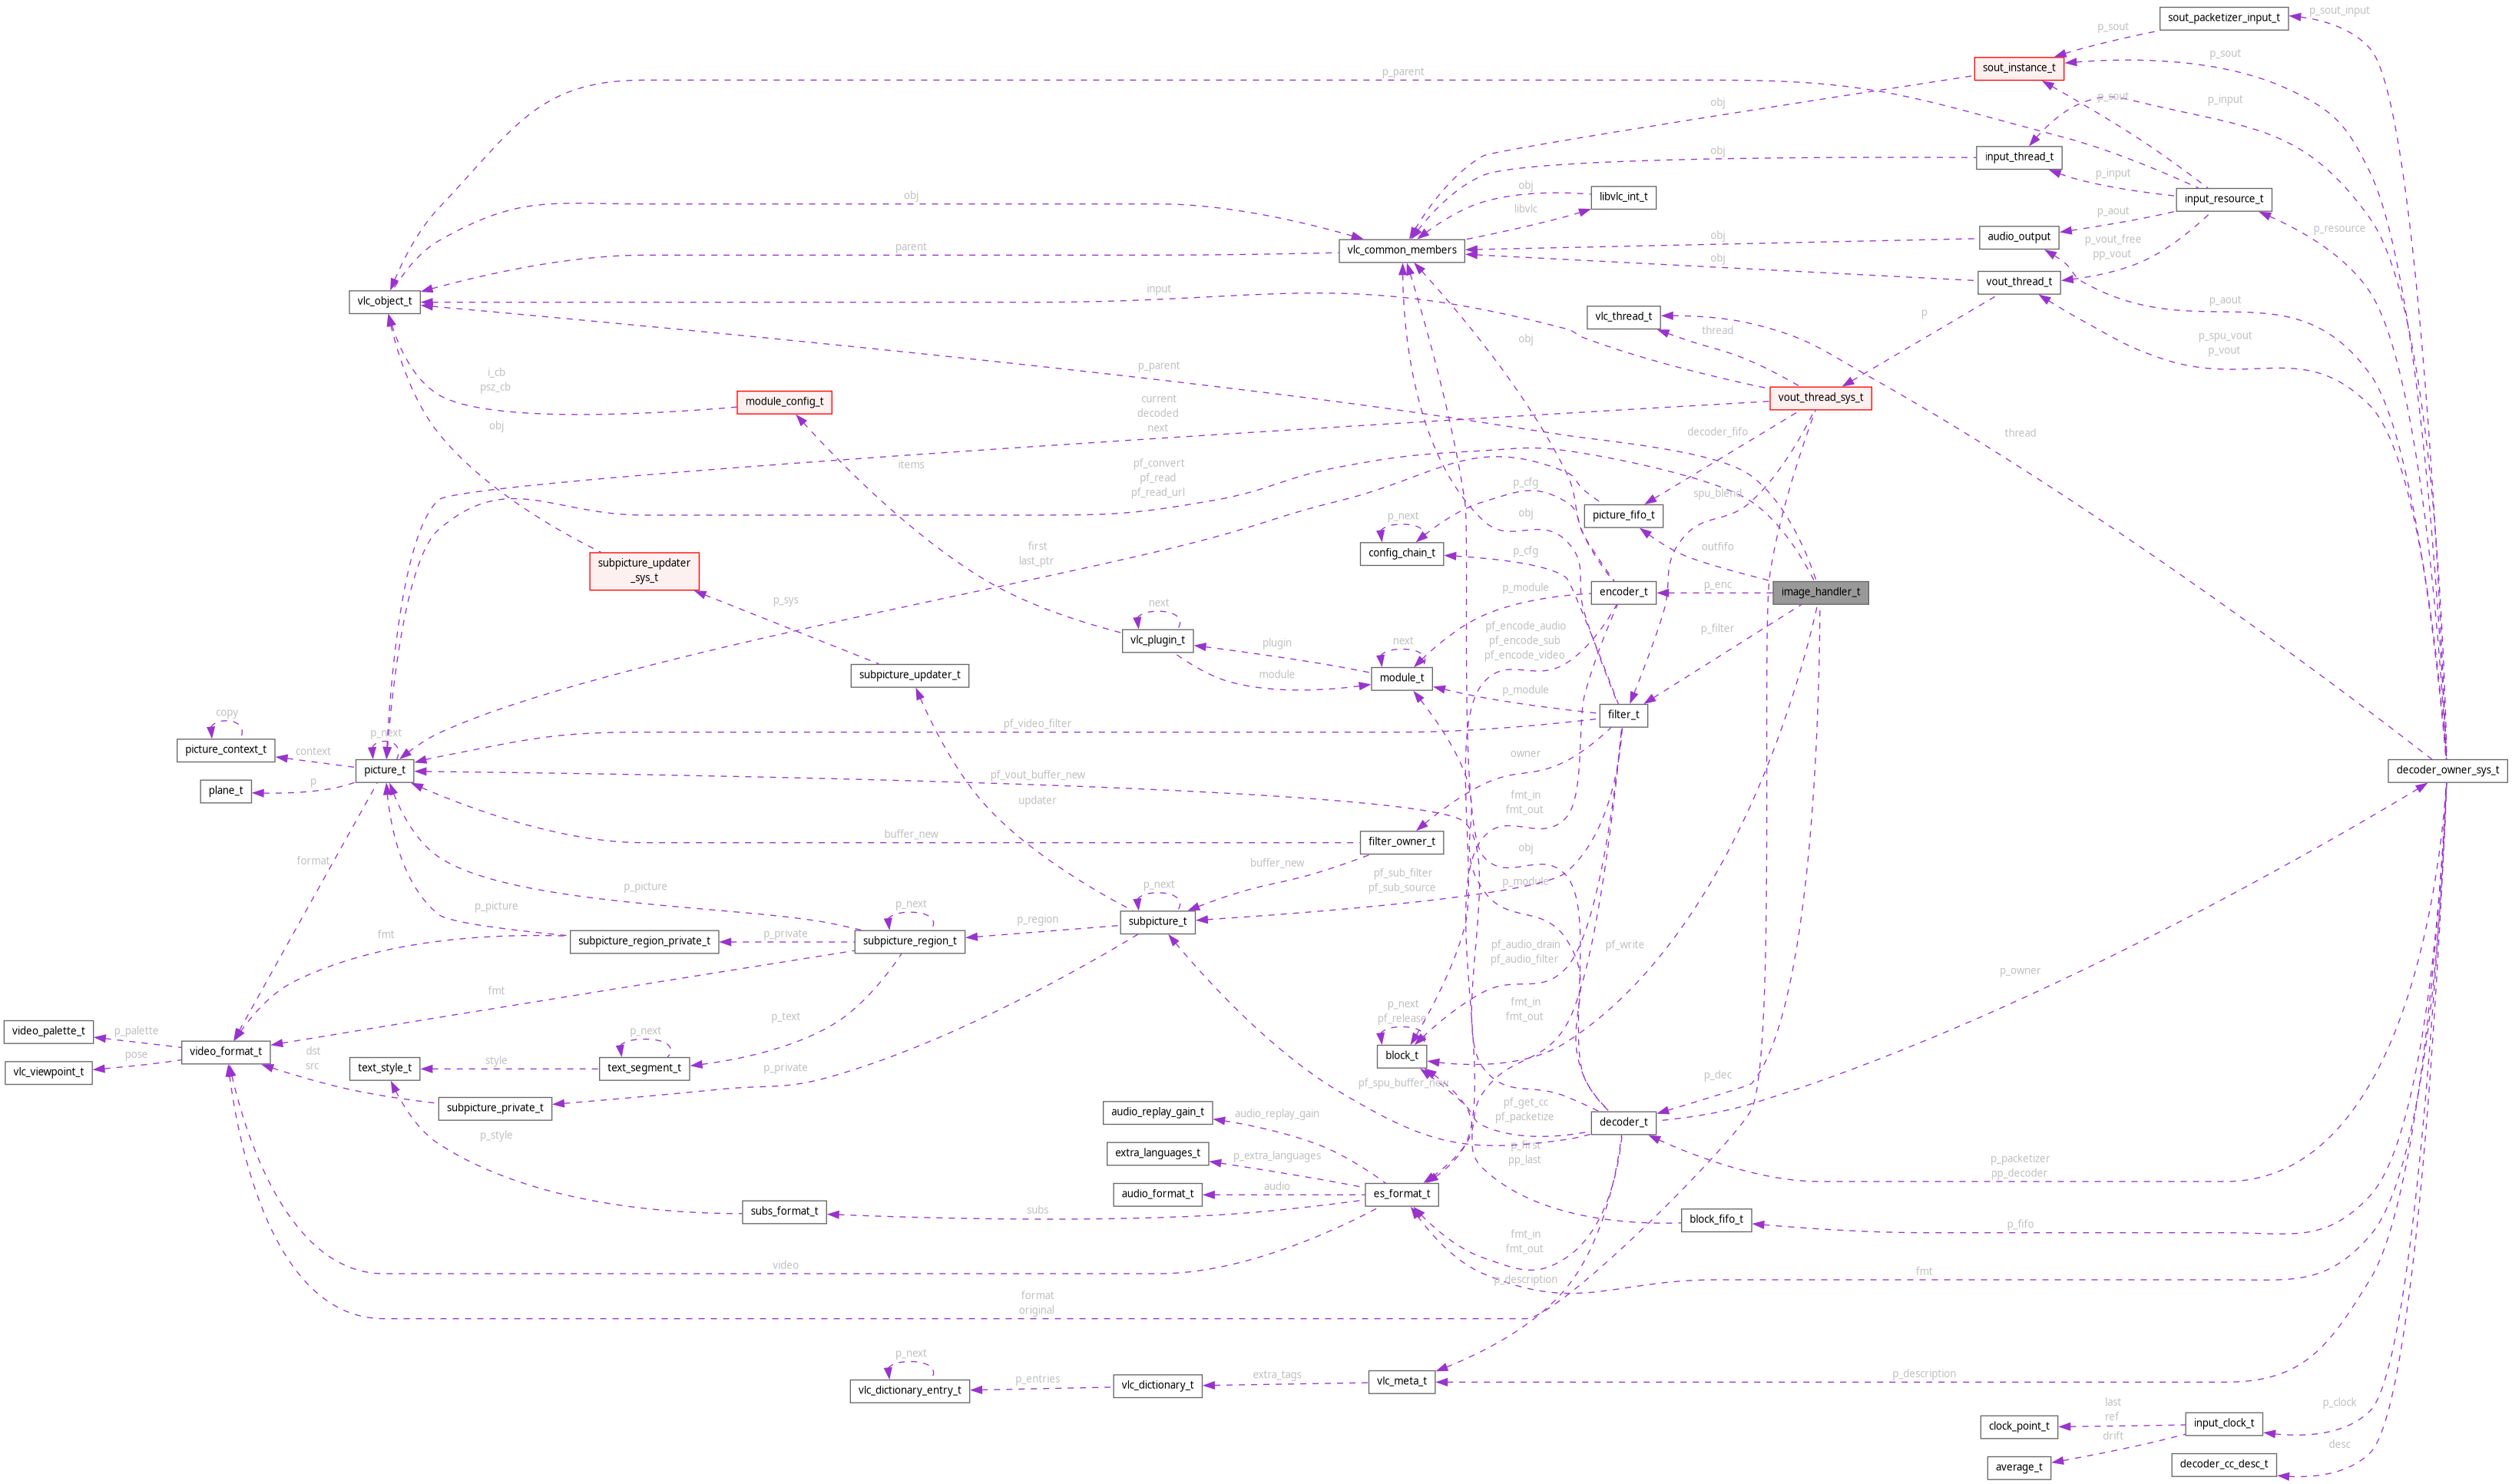 sout_packetizer_input_t
p_sout_input
p_sout
p_sout
sout_instance_t
p_parent
p_sout
p_input
obj
input_thread_t
obj
p_input
obj
libvlc_int_t
libvlc
input_resource_t
obj
p_aout
p_resource
obj
audio_output
parent
vlc_common_members
obj
p_vout_free
pp_vout
vout_thread_t
input
vlc_object_t
p_aout
vlc_thread_t
thread
p
p_spu_vout
p_vout
obj
p_parent
i_cb
psz_cb
module_config_t
current
decoded
next
vout_thread_sys_t
obj
decoder_fifo
thread
items
pf_convert
pf_read
pf_read_url
p_cfg
spu_blend
picture_fifo_t
p_next
obj
config_chain_t
p_cfg
outfifo
first
last_ptr
subpicture_updater
_sys_t
p_sys
p_module
encoder_t
p_enc
image_handler_t
next
vlc_plugin_t
plugin
next
pf_encode_audio
pf_encode_sub
pf_encode_video
p_filter
module
module_t
subpicture_updater_t
p_module
filter_t
copy
picture_context_t
context
p_next
pf_video_filter
owner
picture_t
p
plane_t
pf_vout_buffer_new
updater
fmt_in
fmt_out
decoder_owner_sys_t
buffer_new
filter_owner_t
format
obj
buffer_new
p_picture
p_next
pf_sub_filter
pf_sub_source
p_module
p_picture
p_next
p_region
subpicture_t
fmt
subpicture_region_private_t
p_private
subpicture_region_t
pf_audio_drain
pf_audio_filter
pf_write
p_owner
fmt
p_next
pf_release
fmt_in
fmt_out
video_palette_t
p_palette
p_text
p_next
video_format_t
dst
src
pose
vlc_viewpoint_t
text_style_t
style
text_segment_t
p_private
block_t
pf_spu_buffer_new
p_dec
subpicture_private_t
audio_replay_gain_t
audio_replay_gain
pf_get_cc
pf_packetize
decoder_t
p_style
extra_languages_t
p_extra_languages
p_first
pp_last
p_packetizer
pp_decoder
audio_format_t
audio
es_format_t
subs_format_t
subs
block_fifo_t
p_fifo
fmt_in
fmt_out
video
p_description
fmt
format
original
p_next
vlc_dictionary_entry_t
p_entries
vlc_dictionary_t
extra_tags
vlc_meta_t
p_description
last
ref
p_clock
clock_point_t
input_clock_t
drift
desc
average_t
decoder_cc_desc_t